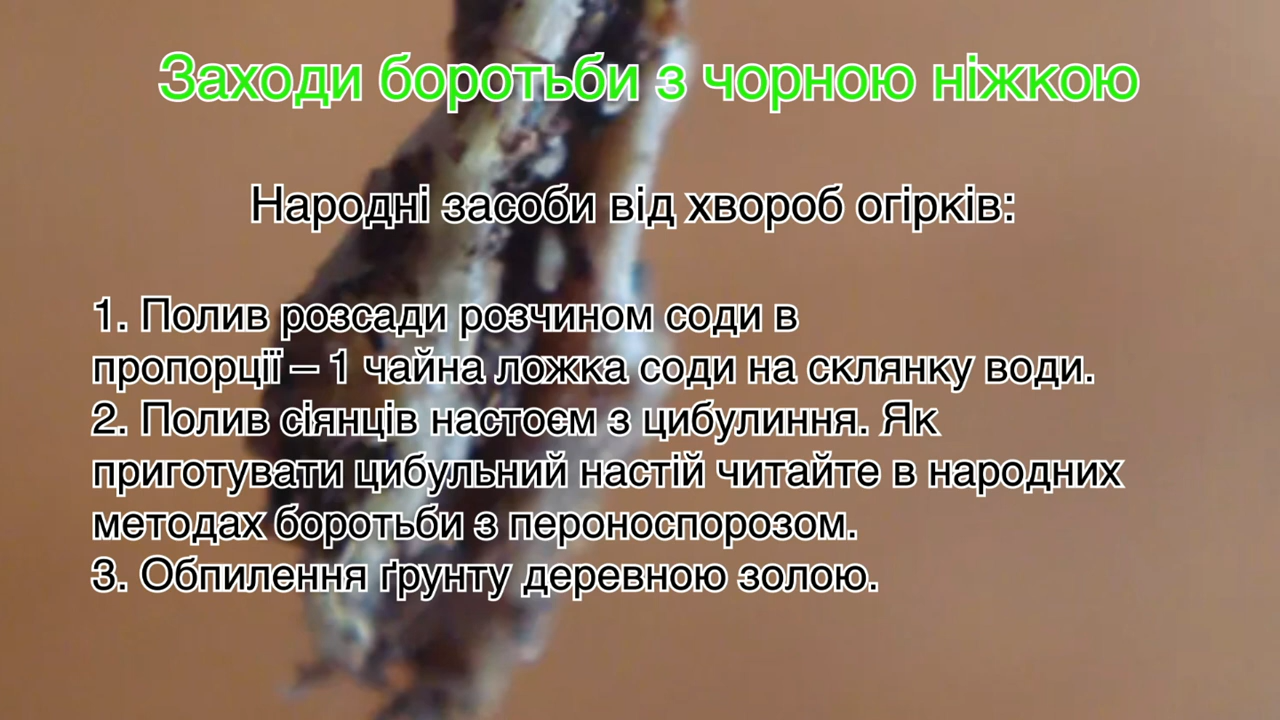 Заходи боротьби з чорною ніжкою
Народні засоби від хвороб огірків:
1. Полив розсади розчином соди в
пропорції – 1 чайна ложка соди на склянку води.
2. Полив сіянців настоєм з цибулиння. Як
приготувати цибульний настій читайте в народних
методах боротьби з пероноспорозом.
3. Обпилення ґрунту деревною золою.